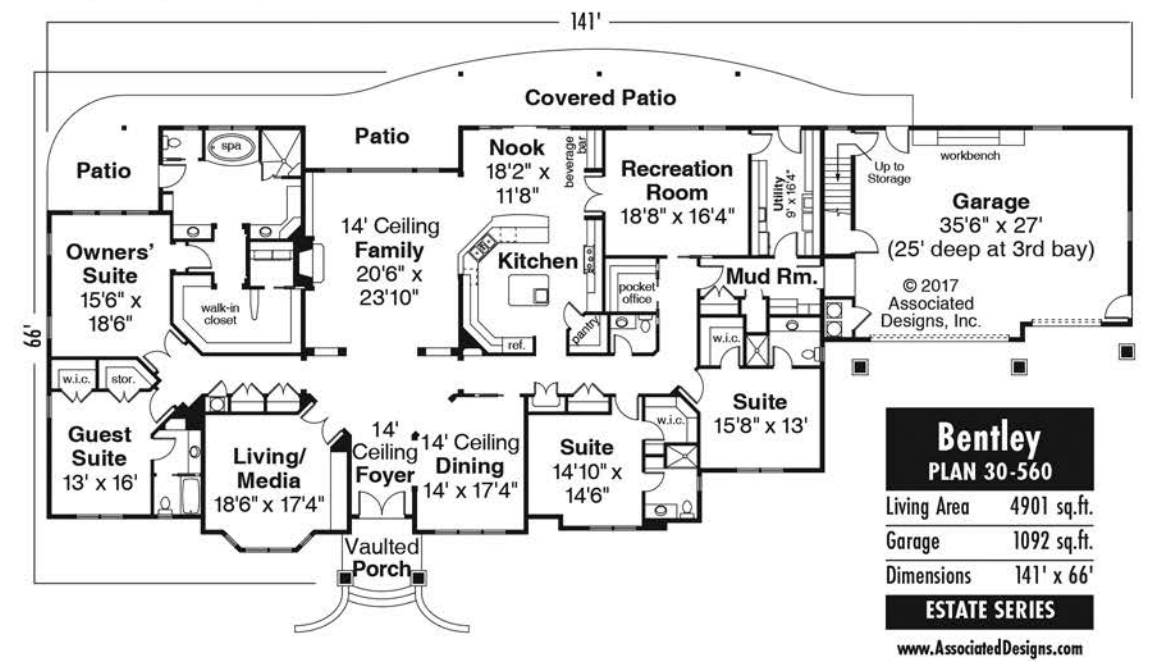 141'
66'
Covered Patio
Patio
Patio
spa
Nook
18'2" x
11'8"
beverage
bar
Recreation
Room
18'8" x 16'4"
Utility
9' x 16'4"
Up to
Storage
workbench
Garage
35'6" x 27'
(25' deep at 3rd bay)
© 2017
Associated
Designs, Inc.
Owners'
Suite
15'6" x
18'6"
walk-in
closet
14' Ceiling
Family
20'6" x
23'10"
Kitchen
pocket
office
pantry
ref.
Mud Rm.
w.i.c.
w.i.c.
stor.
Guest
Suite
13' x 16'
Living/
Media
18'6" x 17'4"
14'
Ceiling
Foyer
14' Ceiling
Dining
14' x 17'4"
Suite
14'10" x
14'6"
w.i.c.
Suite
15'8" x 13'
Vaulted
Porch
Bentley
PLAN 30-560
Living Area 4901 sq.ft.
Garage 1092 sq.ft.
Dimensions 141' x 66'
ESTATE SERIES
www.AssociatedDesigns.com